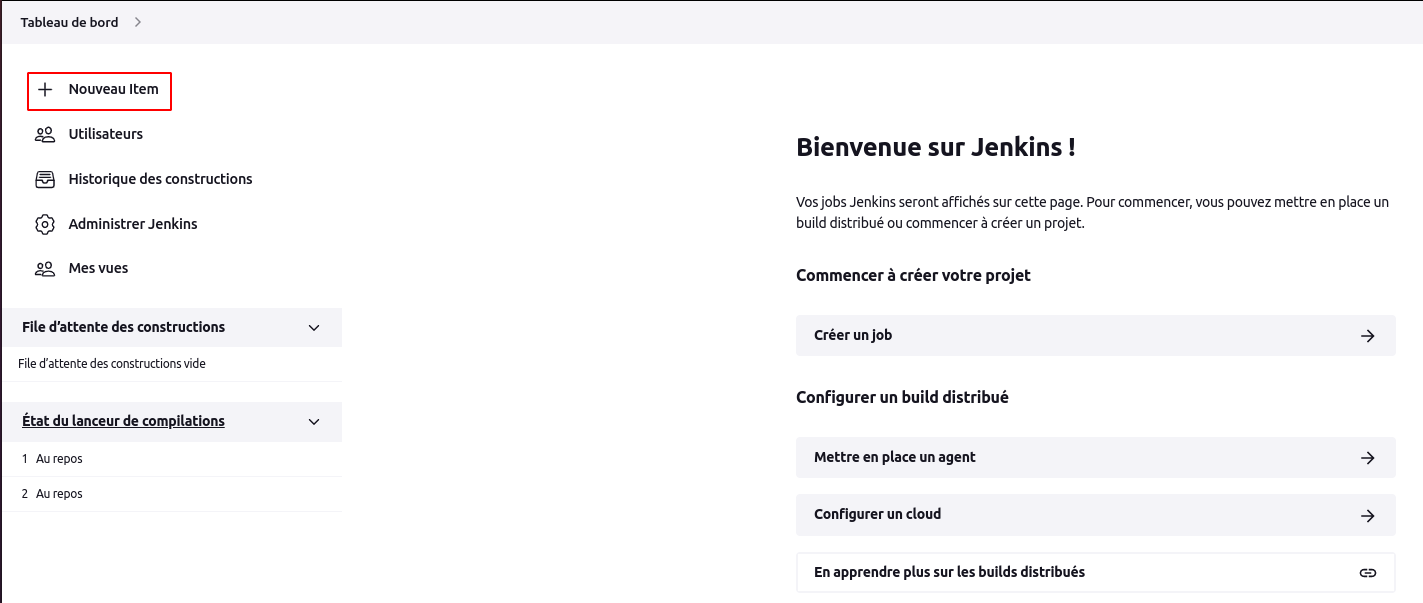 Tableau de bord
Nouveau Item
Utilisateurs
Historique des constructions
Administrer Jenkins
Mes vues
File d’attente des constructions
File d’attente des constructions vide
État du lanceur de compilations
1 Au repos
2 Au repos
Bienvenue sur Jenkins !
Vos jobs Jenkins seront affichés sur cette page. Pour commencer, vous pouvez mettre en place un
build distribué ou commencer à créer un projet.
Commencer à créer votre projet
Créer un job
Configurer un build distribué
Mettre en place un agent
Configurer un cloud
En apprendre plus sur les builds distribués